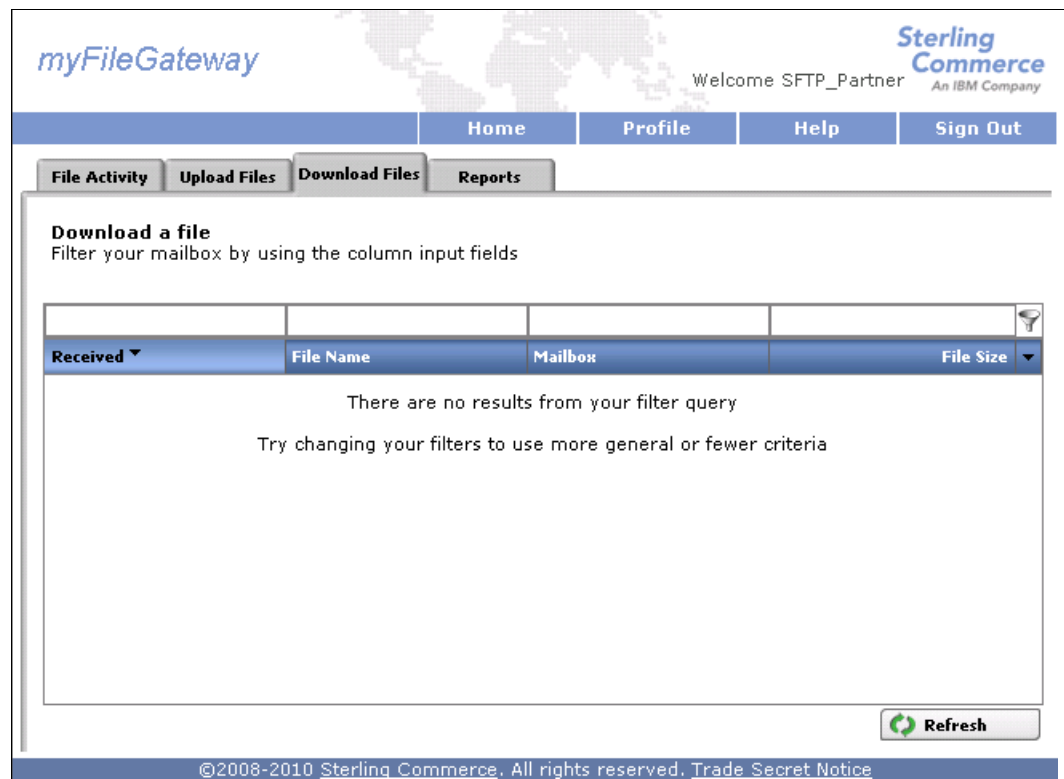 myFileGateway
Sterling
Commerce
An IBM Company
Welcome SFTP_Partner
Home Profile Help Sign Out
File Activity Upload Files Download Files Reports
Download a file
Filter your mailbox by using the column input fields
Received File Name Mailbox File Size
There are no results from your filter query
Try changing your filters to use more general or fewer criteria
Refresh
©2008-2010 Sterling Commerce. All rights reserved. Trade Secret Notice